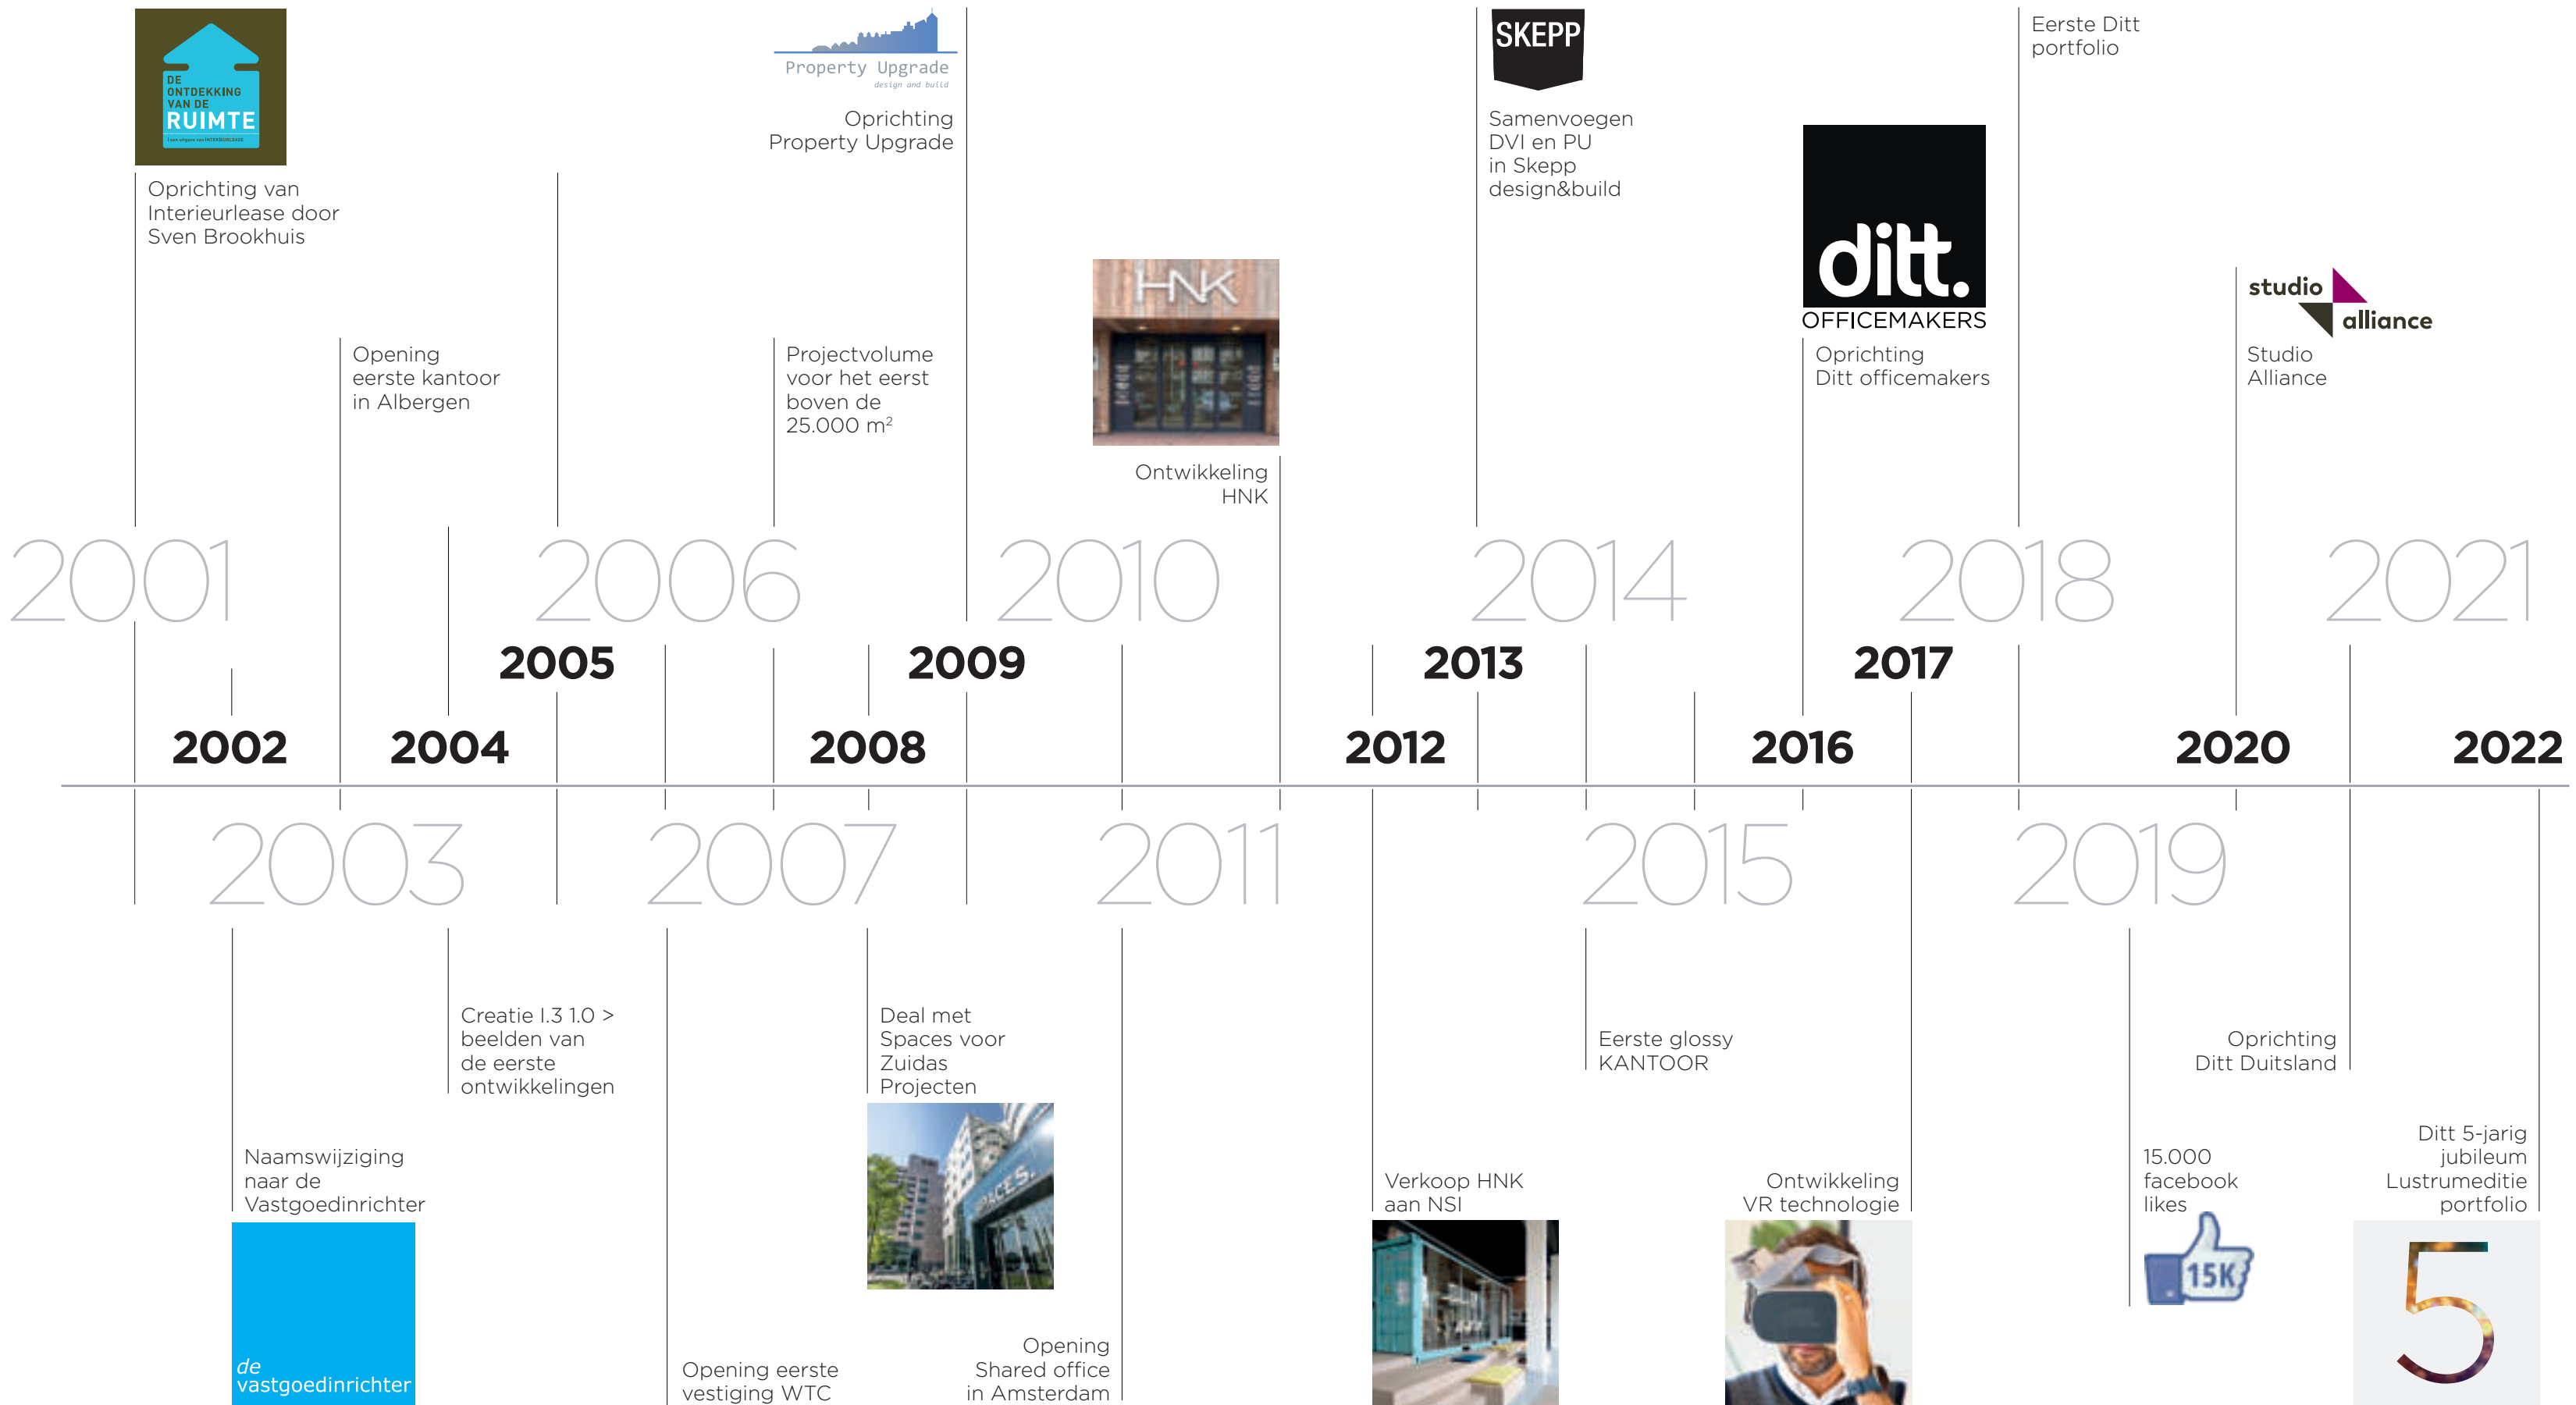 DE
ONTDEKKING
VAN DE
RUIMTE
Oprichting van
Interieurlease door
Sven Brookhuis
Opening
eerste kantoor
in Albergen
Property Upgrade
design and build
Oprichting
Property Upgrade
Projectvolume
voor het eerst
boven de
25.000 m²
HNK
Ontwikkeling
HNK
SKEPP
Samenvoegen
DVI en PU
in Skepp
design&build
ditt.
OFFICEMAKERS
Oprichting
Ditt officemakers
Eerste Ditt
portfolio
studio
alliance
Studio
Alliance
2001
2006
2010
2014
2018
2021
2005
2009
2013
2017
2002
2004
2008
2012
2016
2020
2022
2003
2007
2011
2015
2019
Naamswijziging
naar de
Vastgoedinrichter
de
vastgoedinrichter
Creatie I.3 1.0 >
beelden van
de eerste
ontwikkelingen
Opening eerste
vestiging WTC
Deal met
Spaces voor
Zuidas
Projecten
Opening
Shared office
in Amsterdam
Verkoop HNK
aan NSI
Eerste glossy
KANTOOR
Ontwikkeling
VR technologie
15.000
facebook
likes
15K
Oprichting
Ditt Duitsland
Ditt 5-jarig
jubileum
Lustrumeditie
portfolio
5